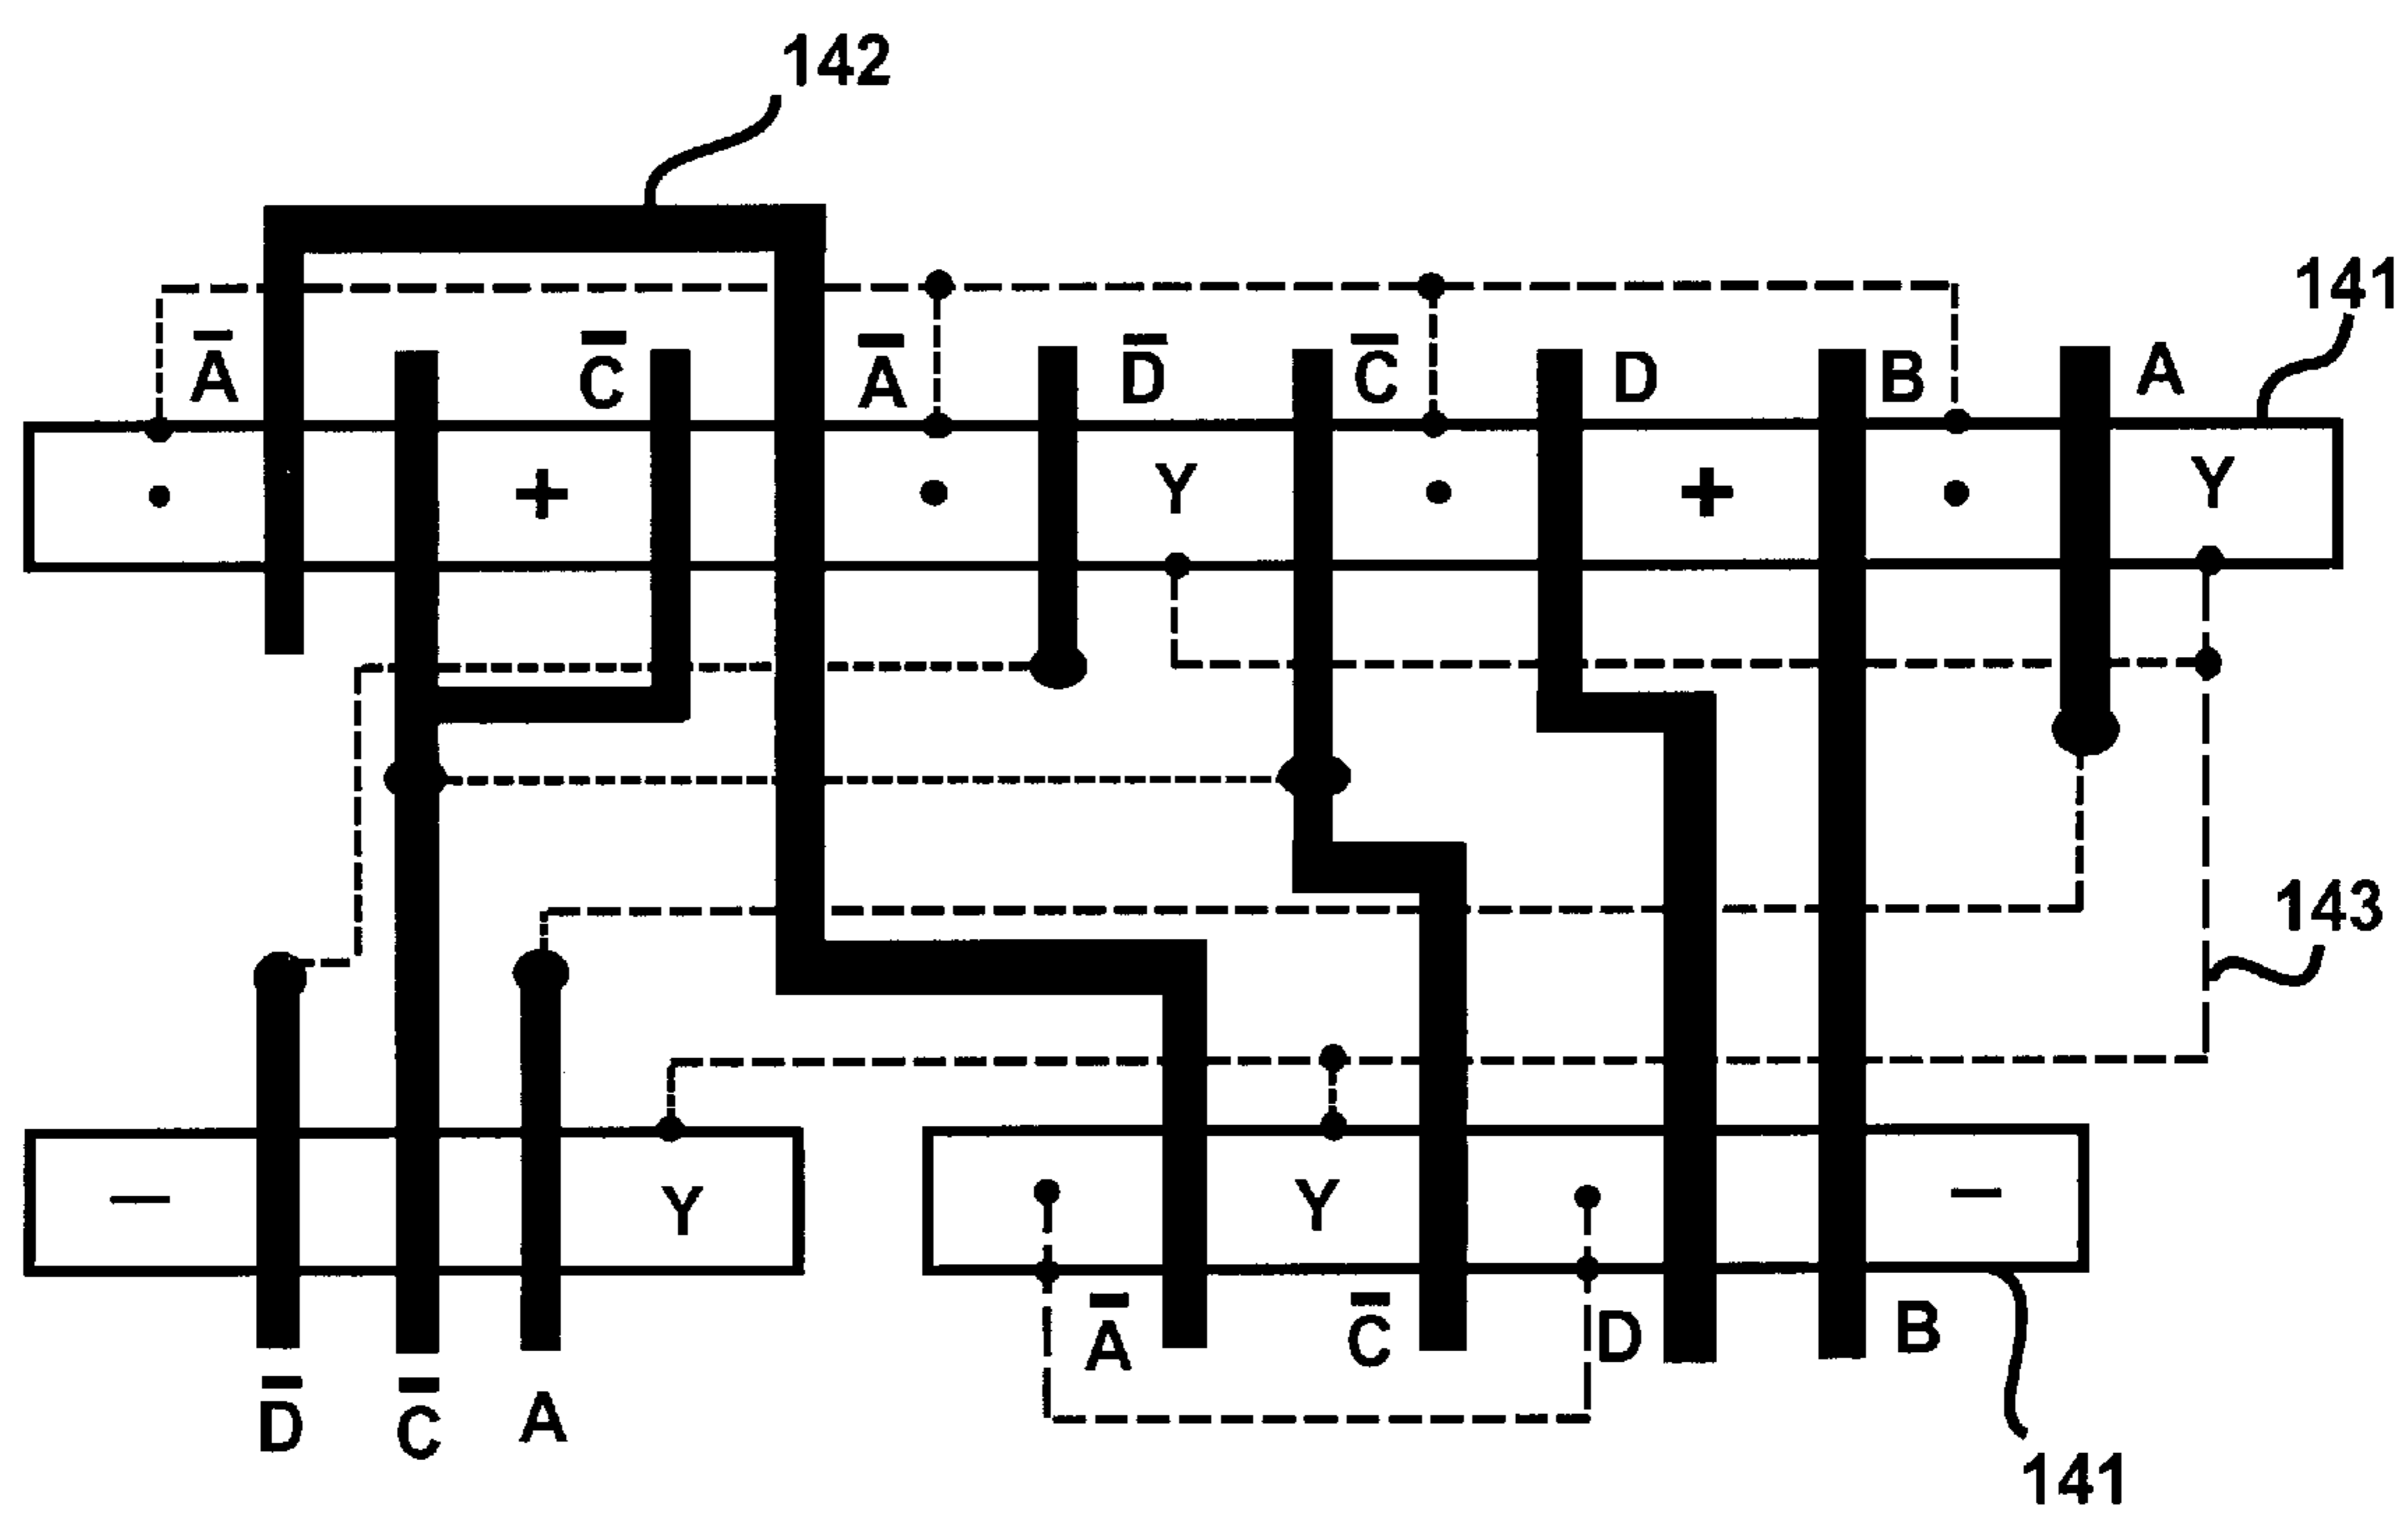 142
141
A̅ C̅ A̅ D̅ C̅ D B A
+ Y + Y
143
– Y Y –
A̅ C̅ D B
D̅ C̅ A
141